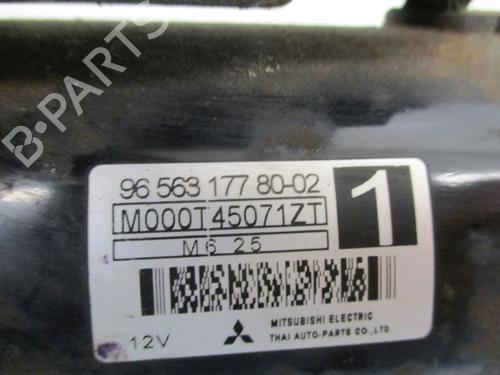 B-PARTS
96 563 177 80-02
1
M000T45071ZT
M6 25
12V
MITSUBISHI ELECTRIC
THAI AUTO-PARTS CO.,LTD.